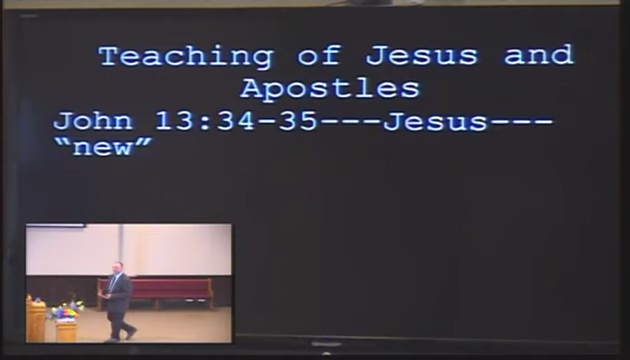 Teaching of Jesus and
Apostles
John 13:34-35---Jesus---
“new”